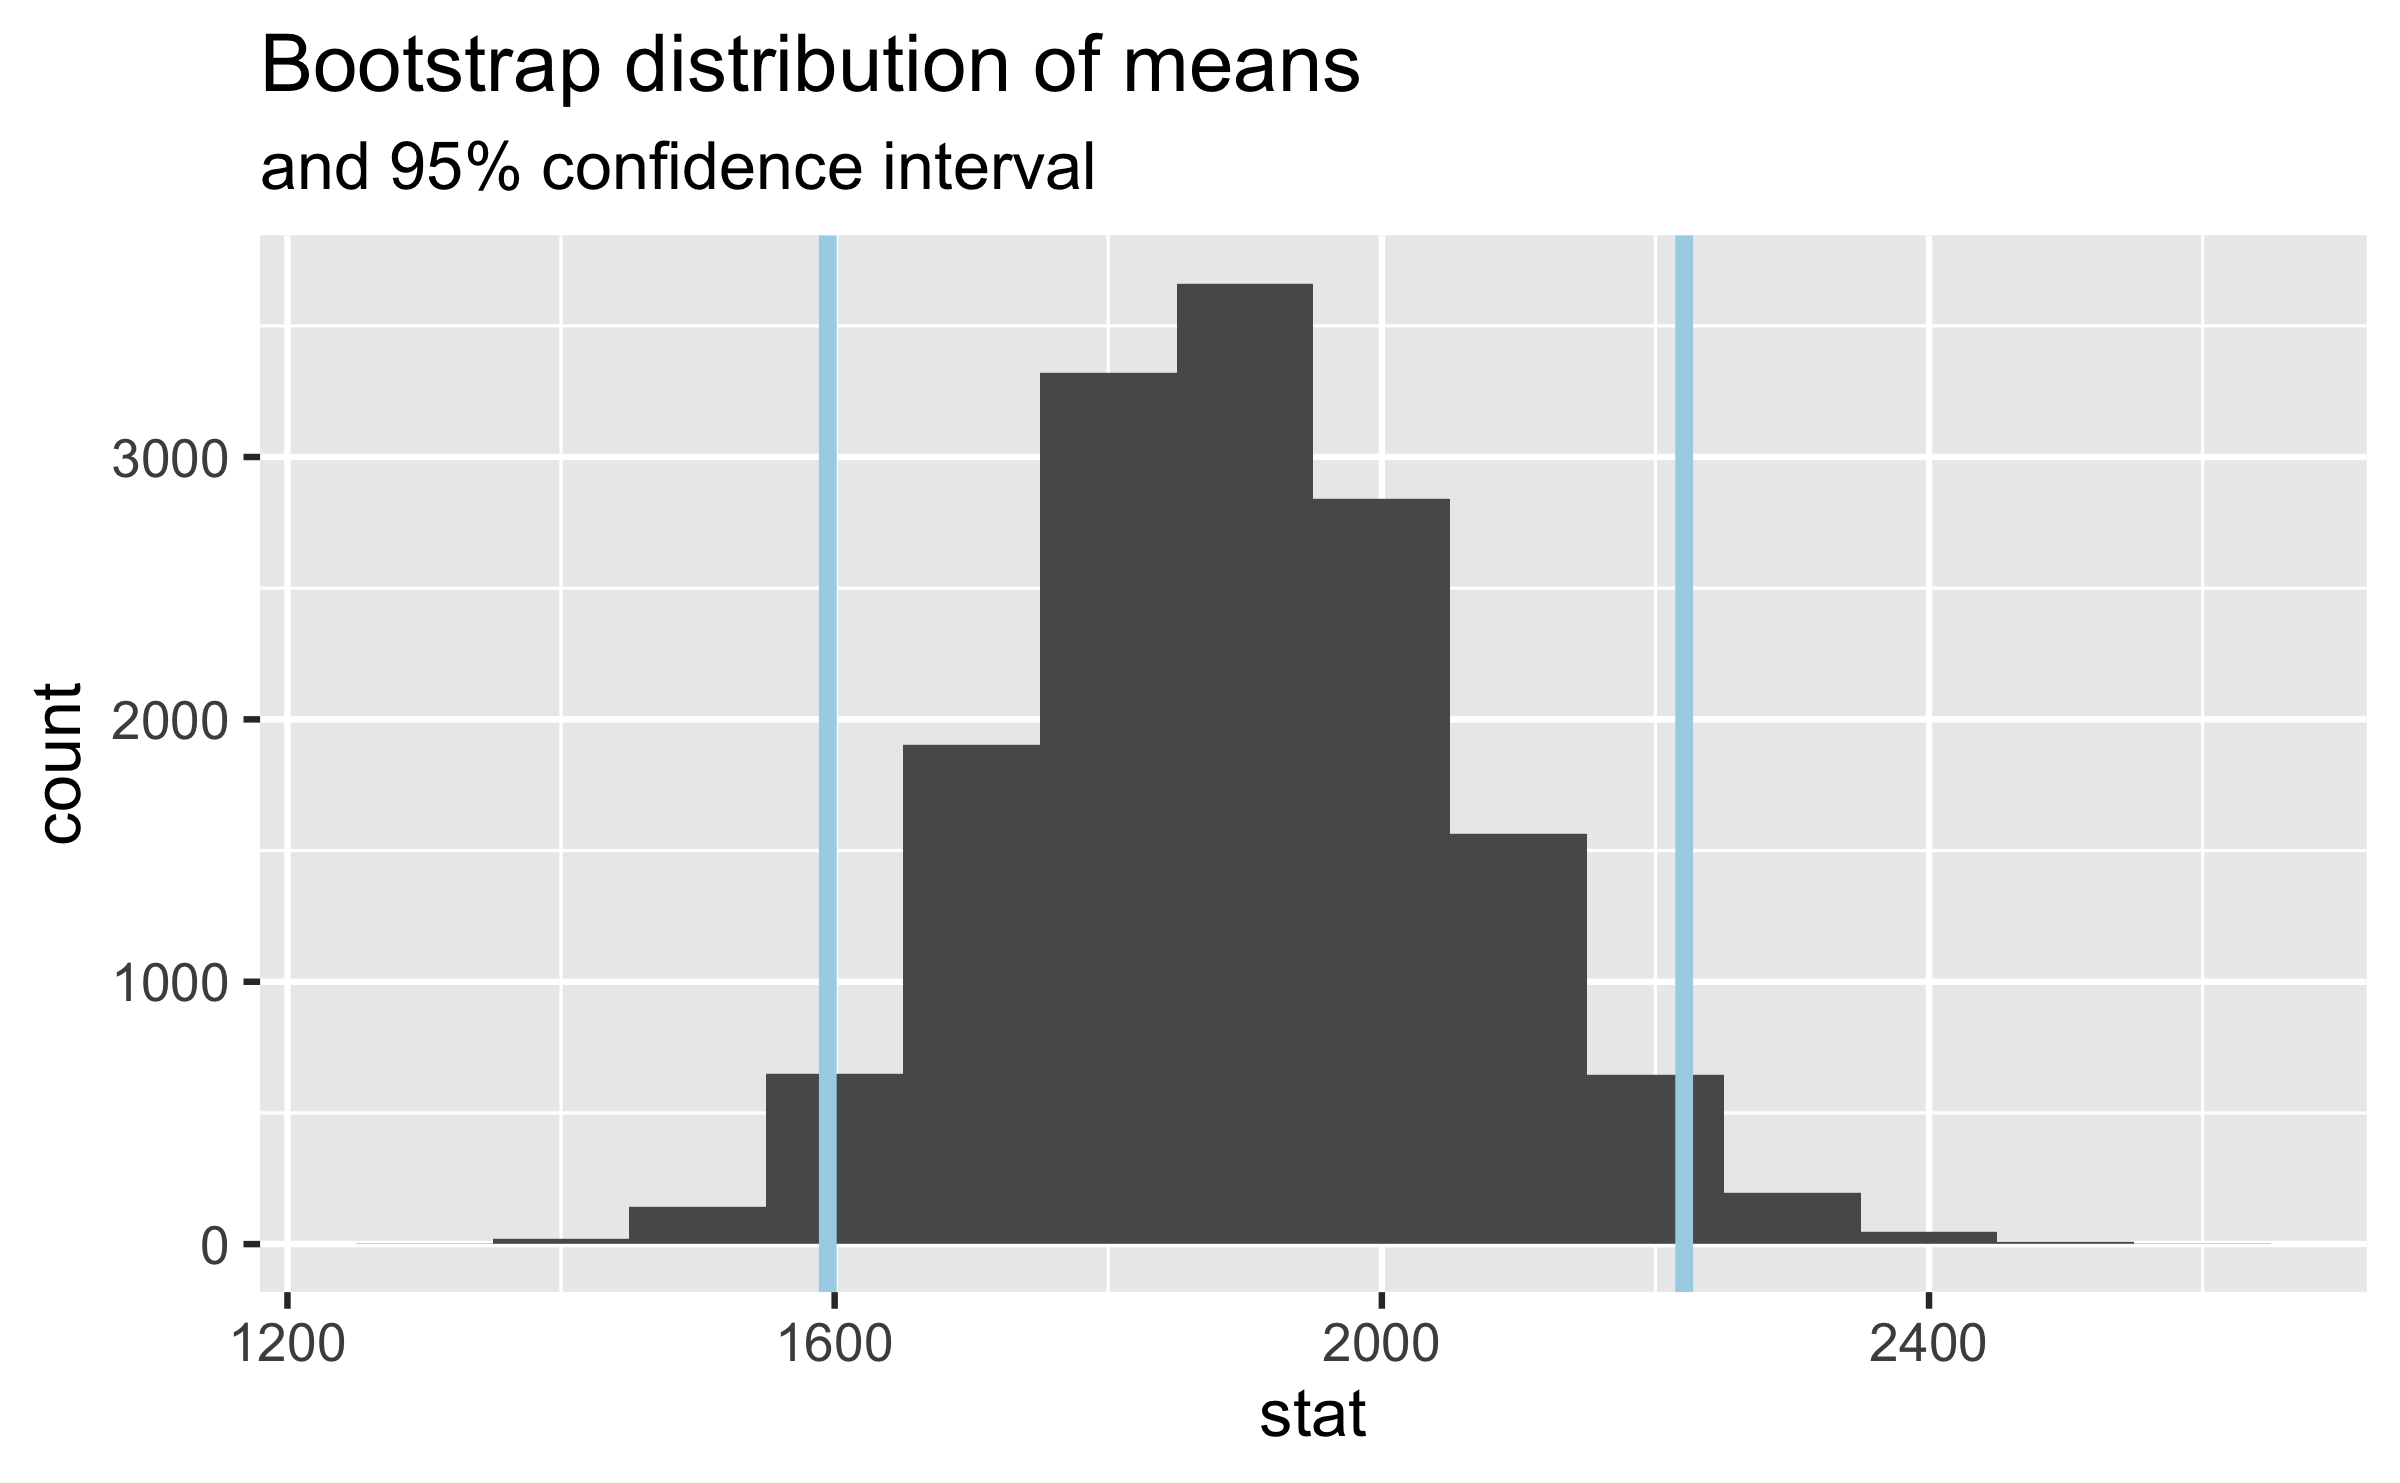 Bootstrap distribution of means
and 95% confidence interval
3000
2000
1000
0
count
1200 1600 2000 2400
stat